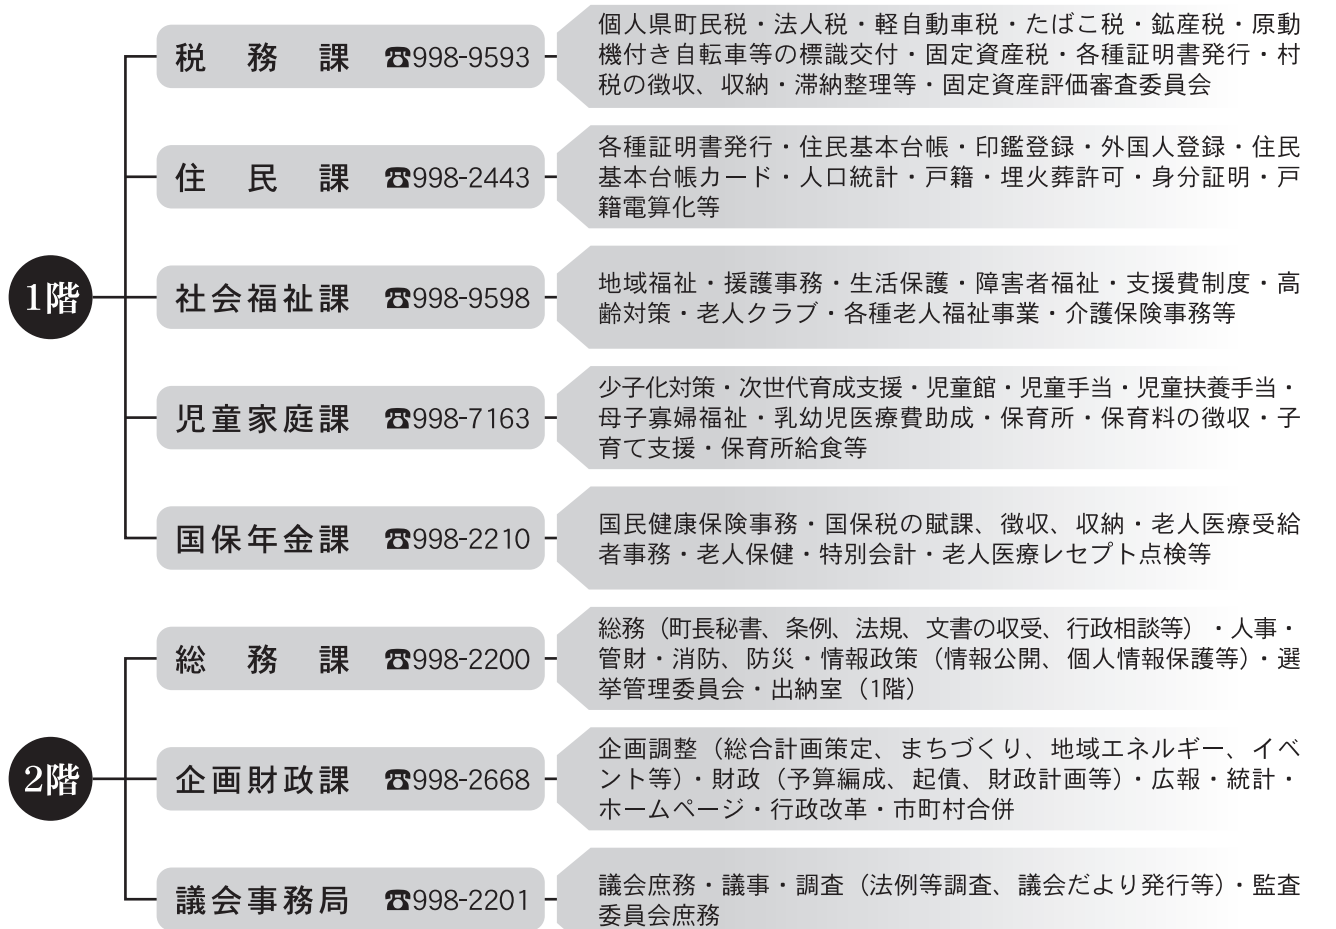 1階
税務課 ☎998-9593
個人県町民税・法人税・軽自動車税・たばこ税・鉱産税・原動
機付き自転車等の標識交付・固定資産税・各種証明書発行・村
税の徴収、収納・滞納整理等・固定資産評価審査委員会
住民課 ☎998-2443
各種証明書発行・住民基本台帳・印鑑登録・外国人登録・住民
基本台帳カード・人口統計・戸籍・埋火葬許可・身分証明・戸
籍電算化等
社会福祉課 ☎998-9598
地域福祉・援護事務・生活保護・障害者福祉・支援費制度・高
齢対策・老人クラブ・各種老人福祉事業・介護保険事務等
児童家庭課 ☎998-7163
少子化対策・次世代育成支援・児童館・児童手当・児童扶養手当・
母子寡婦福祉・乳幼児医療費助成・保育所・保育料の徴収・子
育て支援・保育所給食等
国保年金課 ☎998-2210
国民健康保険事務・国保税の賦課、徴収、収納・老人医療受給
者事務・老人保健・特別会計・老人医療レセプト点検等
2階
総務課 ☎998-2200
総務（町長秘書、条例、法規、文書の収受、行政相談等）・人事・
管財・消防、防災・情報政策（情報公開、個人情報保護等）・選
挙管理委員会・出納室（1階）
企画財政課 ☎998-2668
企画調整（総合計画策定、まちづくり、地域エネルギー、イベ
ント等）・財政（予算編成、起債、財政計画等）・広報・統計・
ホームページ・行政改革・市町村合併
議会事務局 ☎998-2201
議会庶務・議事・調査（法例等調査、議会だより発行等）・監査
委員会庶務